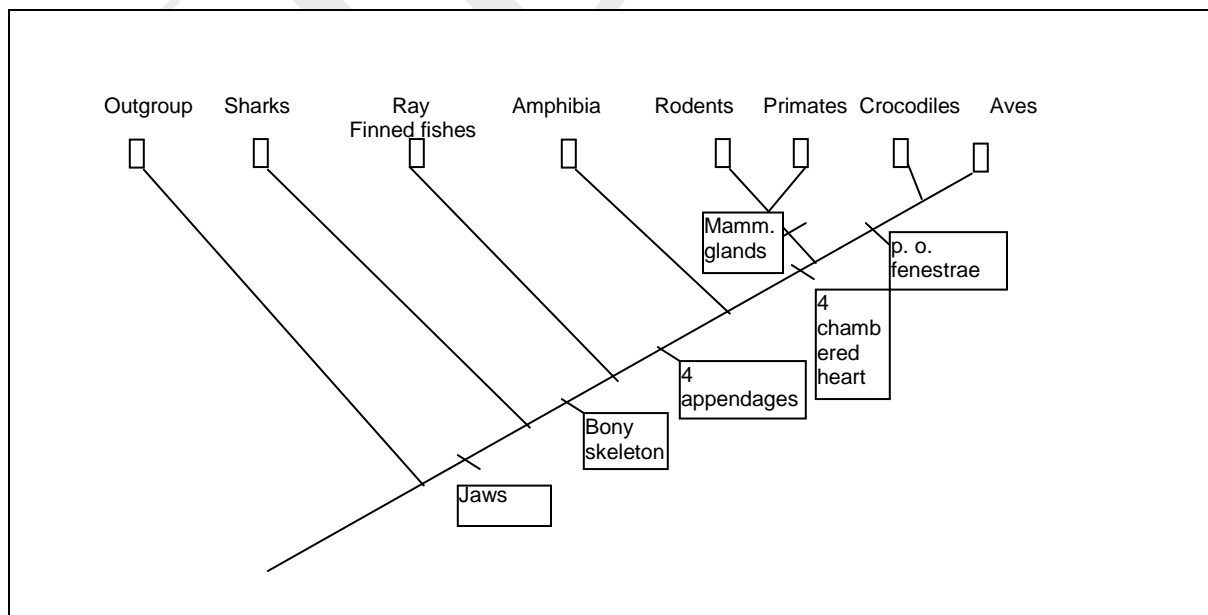 Outgroup Sharks Ray Amphibia Rodents Primates Crocodiles Aves
Finned fishes
Mamm.
glands
p. o.
fenestrae
4
chamb
ered
heart
4
appendages
Bony
skeleton
Jaws